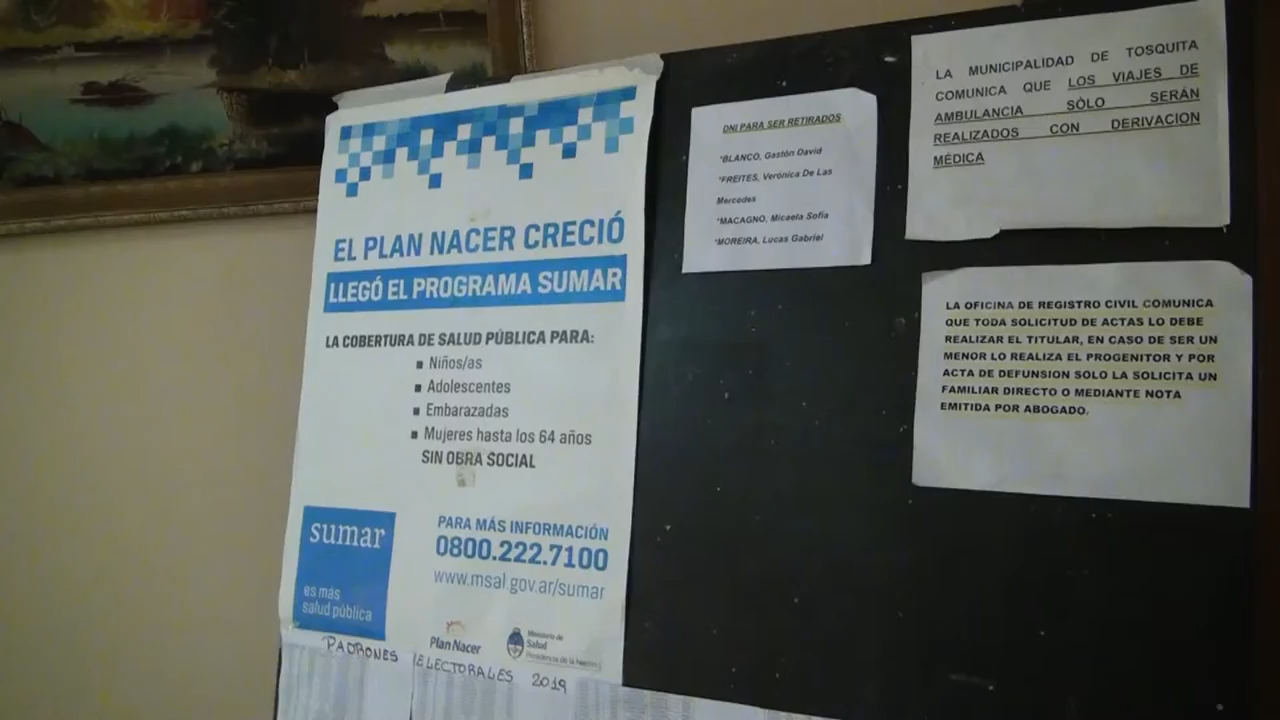 EL PLAN NACER CRECIÓ
LLEGÓ EL PROGRAMA SUMAR
LA COBERTURA DE SALUD PÚBLICA PARA:
▪ Niños/as
▪ Adolescentes
▪ Embarazadas
▪ Mujeres hasta los 64 años
SIN OBRA SOCIAL
sumar
es más
salud pública
PARA MÁS INFORMACIÓN
0800.222.7100
www.msal.gov.ar/sumar
Plan Nacer
Ministerio de
Salud
Presidencia de la Nación
PADRONES ELECTORALES 2019
DNI PARA SER RETIRADOS
*BLANCO, Gastón David
*FREITES, Verónica De Las
Mercedes
*MACAGNO, Micaela Sofía
*MOREIRA, Lucas Gabriel
LA MUNICIPALIDAD DE TOSQUITA
COMUNICA QUE LOS VIAJES DE
AMBULANCIA SÒLO SERÁN
REALIZADOS CON DERIVACION
MÉDICA
LA OFICINA DE REGISTRO CIVIL COMUNICA
QUE TODA SOLICITUD DE ACTAS LO DEBE
REALIZAR EL TITULAR, EN CASO DE SER UN
MENOR LO REALIZA EL PROGENITOR Y POR
ACTA DE DEFUNSION SOLO LA SOLICITA UN
FAMILIAR DIRECTO O MEDIANTE NOTA
EMITIDA POR ABOGADO.